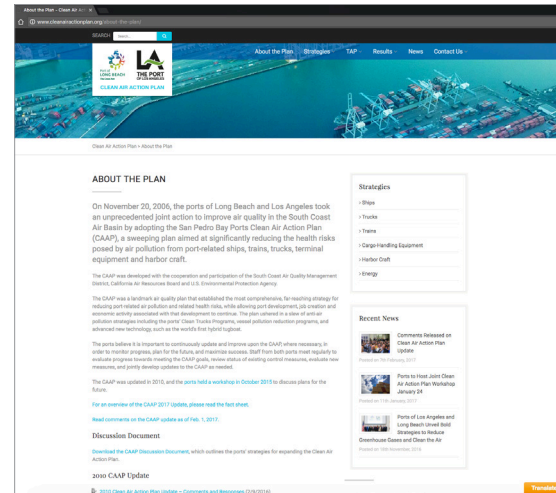 About the Plan - Clean Air Act
www.cleanairactionplan.org/about-the-plan/
SEARCH
About the Plan Strategies TAP Results News Contact Us
Port of
LONG BEACH
LA
THE PORT
OF LOS ANGELES
CLEAN AIR ACTION PLAN
Clean Air Action Plan > About the Plan
ABOUT THE PLAN
On November 20, 2006, the ports of Long Beach and Los Angeles took
an unprecedented joint action to improve air quality in the South Coast
Air Basin by adopting the San Pedro Bay Ports Clean Air Action Plan
(CAAP), a sweeping plan aimed at significantly reducing the health risks
posed by air pollution from port-related ships, trains, trucks, terminal
equipment and harbor craft.
The CAAP was developed with the cooperation and participation of the South Coast Air Quality Management
District, California Air Resources Board and U.S. Environmental Protection Agency.
The CAAP was a landmark air quality plan that established the most comprehensive, far-reaching strategy for
reducing port-related air pollution and related health risks, while allowing port development, job creation and
economic activity associated with that development to continue. The plan ushered in a slew of anti-air
pollution strategies including the ports' Clean Trucks Programs, vessel pollution reduction programs, and
advanced new technology, such as the world's first hybrid tugboat.
The ports believe it is important to continuously update and improve upon the CAAP, where necessary, in
order to monitor progress, plan for the future, and maximize success. Staff from both ports meet regularly to
evaluate progress towards meeting the CAAP goals, review status of existing control measures, evaluate new
measures, and jointly develop updates to the CAAP as needed.
The CAAP was updated in 2010, and the ports held a workshop in October 2015 to discuss plans for the
future.
For an overview of the CAAP 2017 Update, please read the fact sheet.
Read comments on the CAAP update as of Feb. 1, 2017.
Discussion Document
Download the CAAP Discussion Document, which outlines the ports' strategies for expanding the Clean Air
Action Plan.
2010 CAAP Update
2010 Clean Air Action Plan Update – Comments and Responses (2/9/2016)
Strategies
> Ships
> Trucks
> Trains
> Cargo-Handling Equipment
> Harbor Craft
> Energy
Recent News
Comments Released on
Clean Air Action Plan
Update
Posted on 7th February, 2017
Ports to Host Joint Clean
Air Action Plan Workshop
January 24
Posted on 11th January, 2017
Ports of Los Angeles and
Long Beach Unveil Bold
Strategies to Reduce
Greenhouse Gases and Clean the Air
Posted on 16th November, 2016
Translate